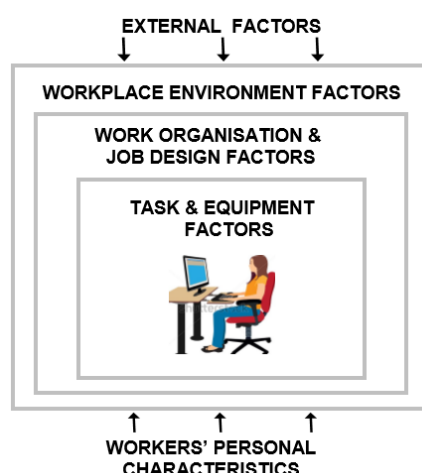 EXTERNAL FACTORS
WORKPLACE ENVIRONMENT FACTORS
WORK ORGANISATION &
JOB DESIGN FACTORS
TASK & EQUIPMENT
FACTORS
WORKERS' PERSONAL
CHARACTERISTICS